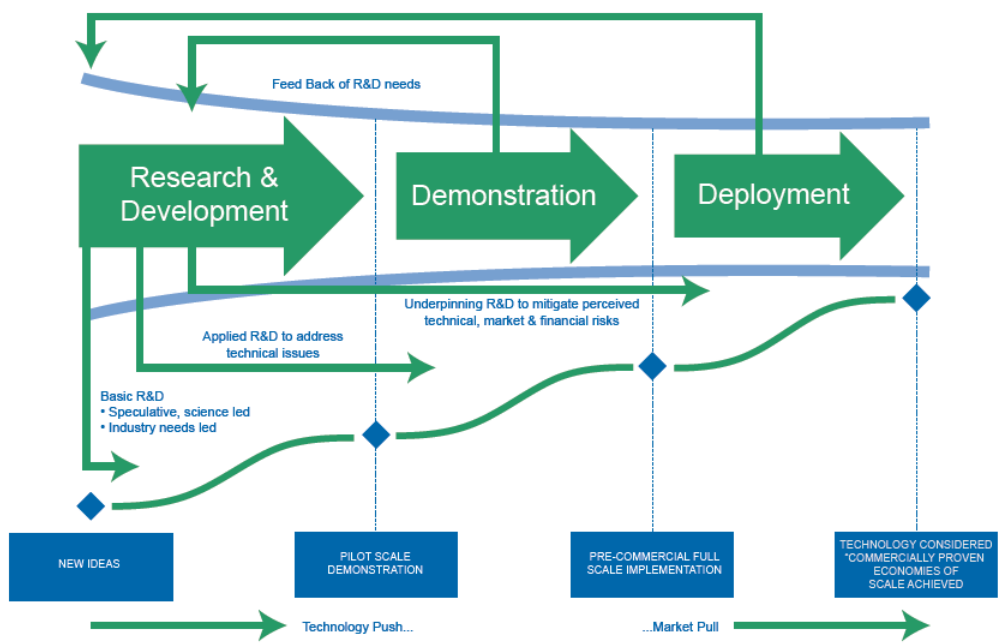 Feed Back of R&D needs
Research &
Development
Demonstration
Deployment
Underpinning R&D to mitigate perceived
technical, market & financial risks
Applied R&D to address
technical issues
Basic R&D
• Speculative, science led
• Industry needs led
NEW IDEAS
PILOT SCALE
DEMONSTRATION
PRE-COMMERCIAL FULL
SCALE IMPLEMENTATION
TECHNOLOGY CONSIDERED
“COMMERCIALLY PROVEN
ECONOMIES OF
SCALE ACHIEVED
Technology Push...
...Market Pull